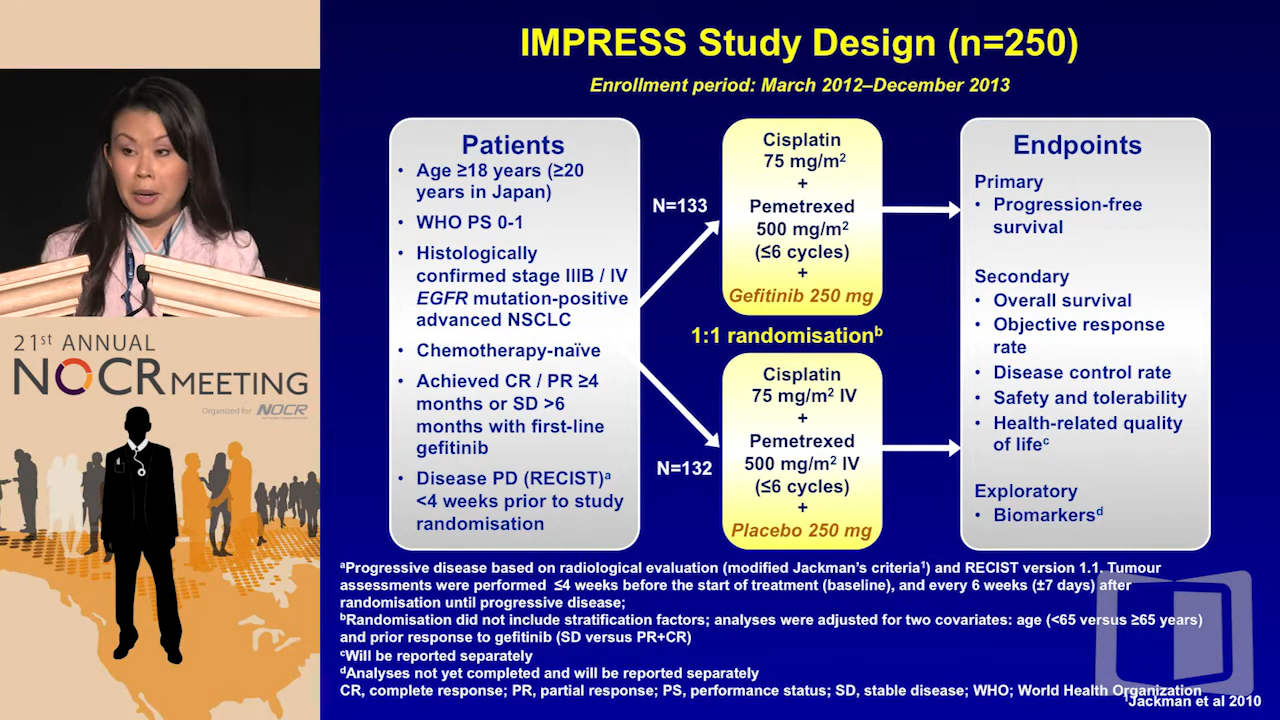 IMPRESS Study Design (n=250)
Enrollment period: March 2012–December 2013
Patients
• Age ≥18 years (≥20
years in Japan)
• WHO PS 0-1
• Histologically
confirmed stage IIIB / IV
EGFR mutation-positive
advanced NSCLC
• Chemotherapy-naïve
• Achieved CR / PR ≥4
months or SD >6
months with first-line
gefitinib
• Disease PD (RECIST)ᵃ
<4 weeks prior to study
randomisation
N=133
N=132
Cisplatin
75 mg/m²
+
Pemetrexed
500 mg/m²
(≤6 cycles)
+
Gefitinib 250 mg
1:1 randomisationᵇ
Cisplatin
75 mg/m² IV
+
Pemetrexed
500 mg/m² IV
(≤6 cycles)
+
Placebo 250 mg
Endpoints
Primary
• Progression-free
survival
Secondary
• Overall survival
• Objective response
rate
• Disease control rate
• Safety and tolerability
• Health-related quality
of lifeᶜ
Exploratory
• Biomarkersᵈ
ᵃProgressive disease based on radiological evaluation (modified Jackman's criteria¹) and RECIST version 1.1. Tumour
assessments were performed ≤4 weeks before the start of treatment (baseline), and every 6 weeks (±7 days) after
randomisation until progressive disease;
ᵇRandomisation did not include stratification factors; analyses were adjusted for two covariates: age (<65 versus ≥65 years)
and prior response to gefitinib (SD versus PR+CR)
ᶜWill be reported separately
ᵈAnalyses not yet completed and will be reported separately
CR, complete response; PR, partial response; PS, performance status; SD, stable disease; WHO; World Health Organization
¹Jackman et al 2010
21st ANNUAL
NOCR MEETING
Organized for NOCR